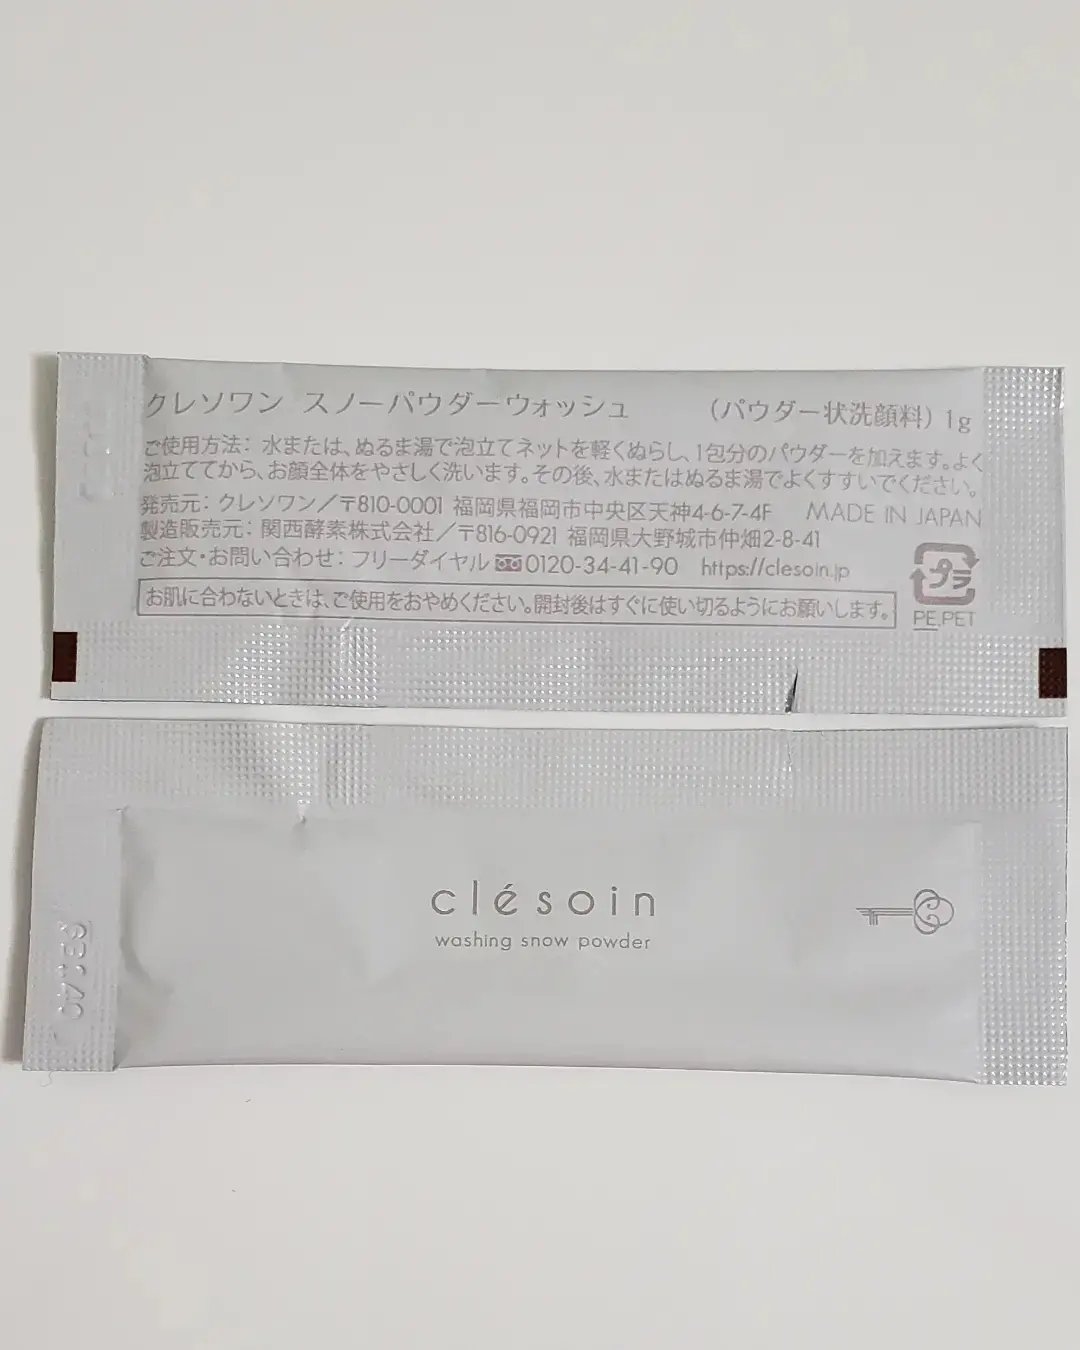 クレソワン スノーパウダーウォッシュ (パウダー状洗顔料) 1g
ご使用方法: 水または、ぬるま湯で泡立てネットを軽くぬらし、1包分のパウダーを加えます。よく
泡立ててから、お顔全体をやさしく洗います。その後、水またはぬるま湯でよくすすいでください。
発売元: クレソワン/〒810-0001 福岡県福岡市中央区天神4-6-7-4F MADE IN JAPAN
製造販売元: 関西酵素株式会社/〒816-0921 福岡県大野城市仲畑2-8-41
ご注文・お問い合わせ: フリーダイヤル 0120-34-41-90 https://clesoin.jp
お肌に合わないときは、ご使用をおやめください。開封後はすぐに使い切るようにお願いします。
プラ
PE,PET
clésoin
washing snow powder